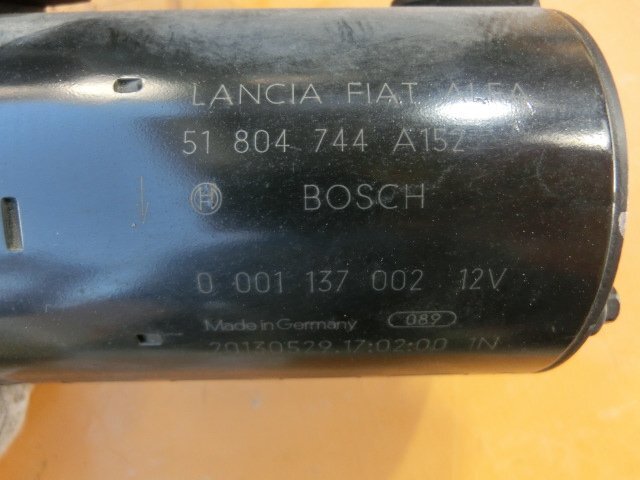 LANCIA FIAT ALFA
51 804 744 A152
BOSCH
0 001 137 002 12V
Made in Germany 089
20130529.17:02:00 1N